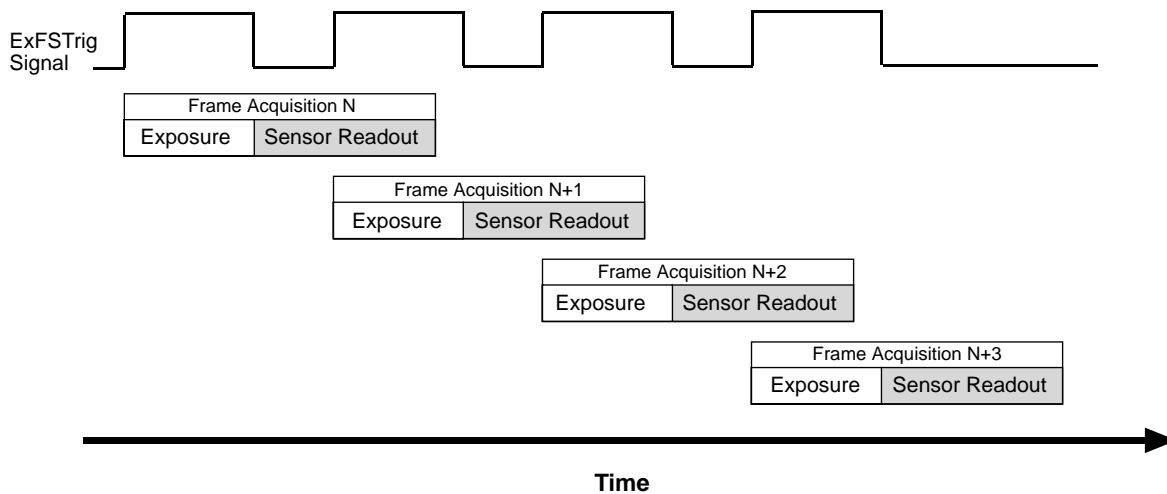 ExFSTrig
Signal
Frame Acquisition N
Exposure Sensor Readout
Frame Acquisition N+1
Exposure Sensor Readout
Frame Acquisition N+2
Exposure Sensor Readout
Frame Acquisition N+3
Exposure Sensor Readout
Time